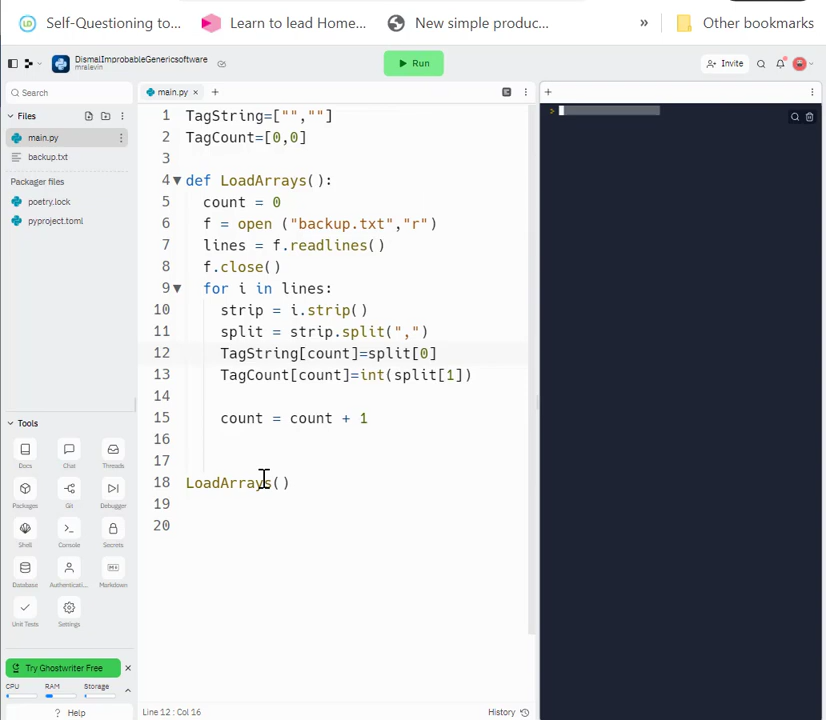 Self-Questioning to... Learn to lead Home... New simple produc... » Other bookmarks
DismalImprobableGenericsoftware
mralevin
Run
Invite
Search
main.py × +
+
Files
main.py
backup.txt
Packager files
poetry.lock
pyproject.toml
1 TagString=["",""]
2 TagCount=[0,0]
3
4 def LoadArrays():
5 count = 0
6 f = open ("backup.txt","r")
7 lines = f.readlines()
8 f.close()
9 for i in lines:
10 strip = i.strip()
11 split = strip.split(",")
12 TagString[count]=split[0]
13 TagCount[count]=int(split[1])
14
15 count = count + 1
16
17
18 LoadArrays()
19
20
>
Tools
Docs Chat Threads
Packages Git Debugger
Shell Console Secrets
Database Authenticati... Markdown
Unit Tests Settings
Try Ghostwriter Free ×
CPU RAM Storage
? Help
Line 12 : Col 16
History